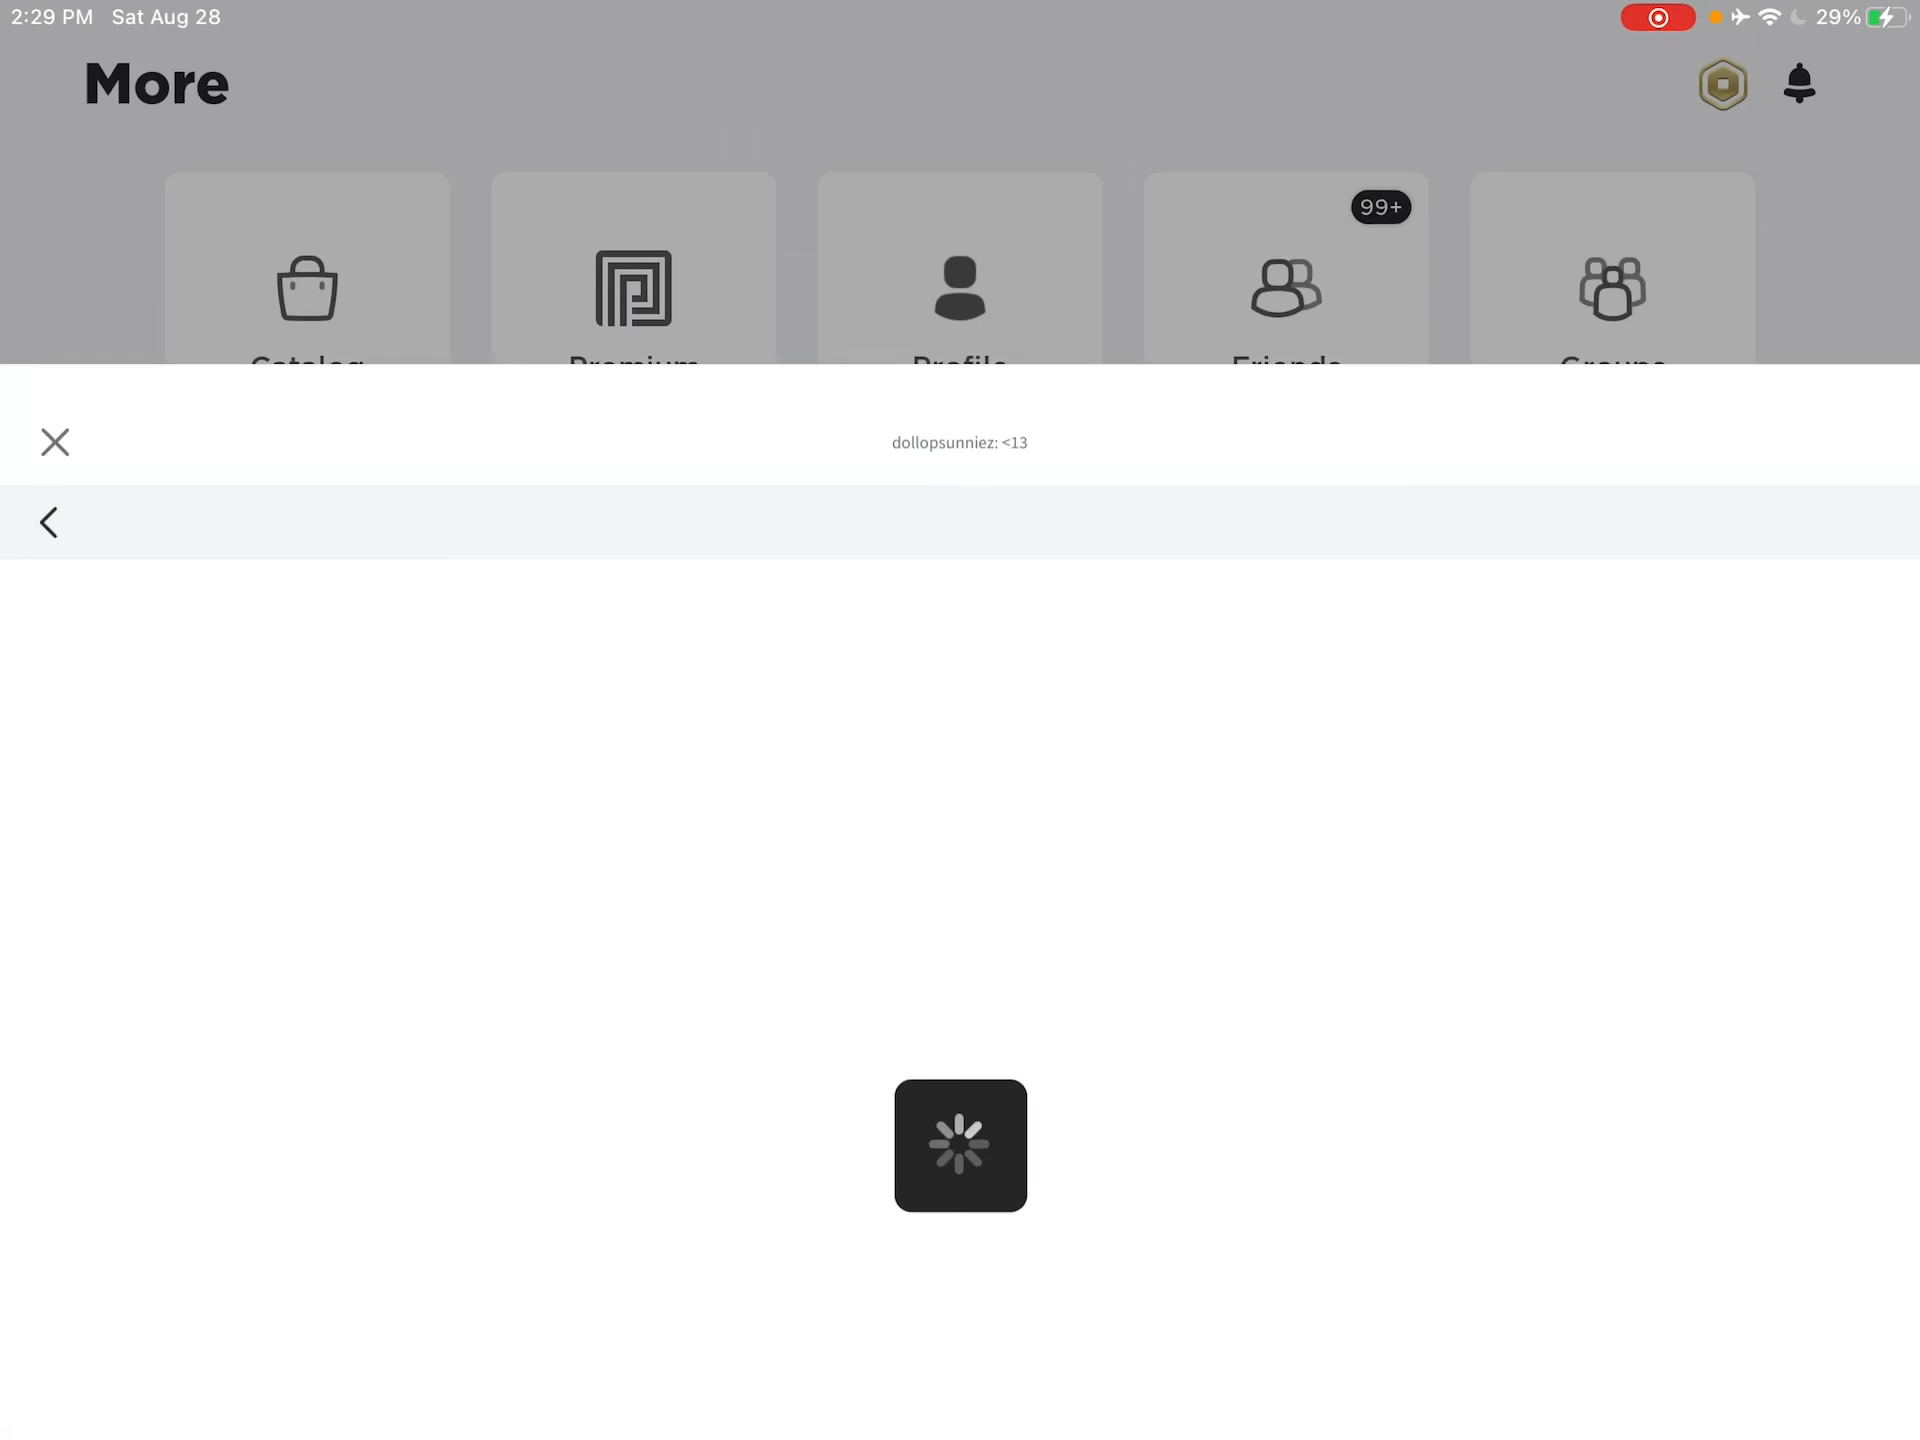 2:29 PM Sat Aug 28
29%
More
99+
Catalog
Premium
Profile
Friends
Groups
dollopsunniez: <13